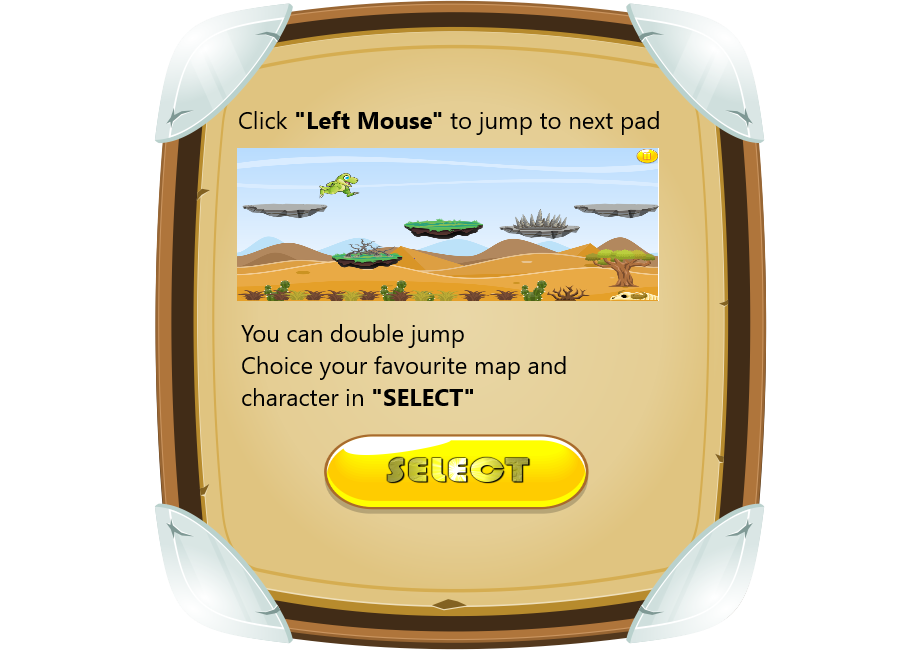 Click "Left Mouse" to jump to next pad
You can double jump
Choice your favourite map and
character in "SELECT"
SELECT